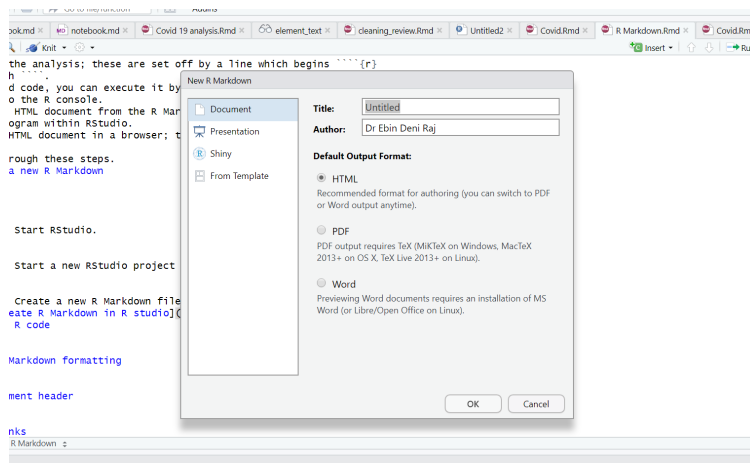 Go to file/function Addins
ook.md × notebook.md × Covid 19 analysis.Rmd × element_text × cleaning_review.Rmd × Untitled2 × Covid.Rmd × R Markdown.Rmd × Covid.Rm
Knit Insert Ru
the analysis; these are set off by a line which begins ````{r}
h ````.
d code, you can execute it by
o the R console.
HTML document from the R Mar
ogram within RStudio.
HTML document in a browser; t
rough these steps.
a new R Markdown
Start RStudio.
Start a new RStudio project
Create a new R Markdown file
eate R Markdown in R studio](
R code
Markdown formatting
ment header
nks
R Markdown
New R Markdown
Document
Presentation
R Shiny
From Template
Title: Untitled
Author: Dr Ebin Deni Raj
Default Output Format:
HTML
Recommended format for authoring (you can switch to PDF
or Word output anytime).
PDF
PDF output requires TeX (MiKTeX on Windows, MacTeX
2013+ on OS X, TeX Live 2013+ on Linux).
Word
Previewing Word documents requires an installation of MS
Word (or Libre/Open Office on Linux).
OK Cancel